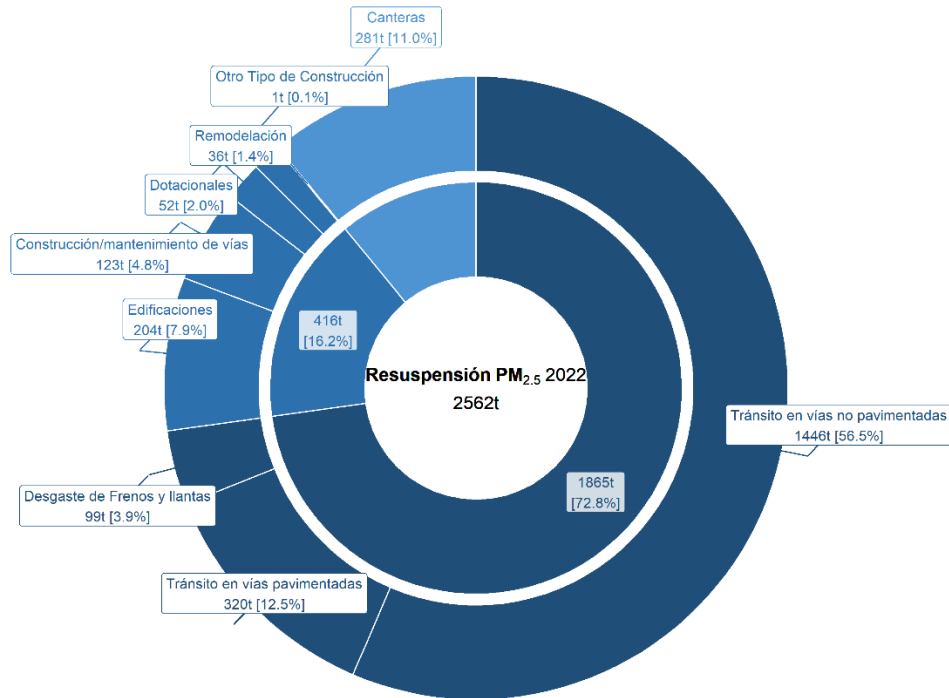 Canteras
281t [11.0%]
Otro Tipo de Construcción
1t [0.1%]
Remodelación
36t [1.4%]
Dotacionales
52t [2.0%]
Construcción/mantenimiento de vías
123t [4.8%]
Edificaciones
204t [7.9%]
416t
[16.2%]
Resuspensión PM2.5 2022
2562t
Tránsito en vías no pavimentadas
1446t [56.5%]
1865t
[72.8%]
Desgaste de Frenos y llantas
99t [3.9%]
Tránsito en vías pavimentadas
320t [12.5%]